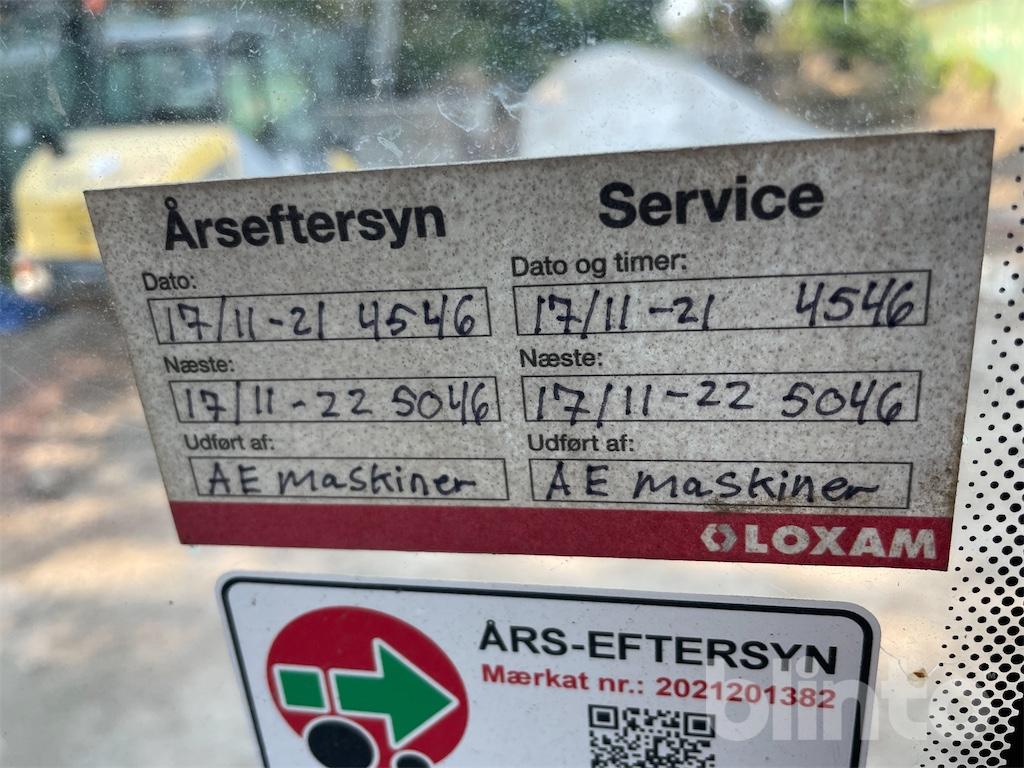 Årseftersyn
Dato:
17/11-21 4546
Næste:
17/11-22 5046
Udført af:
AE maskiner
Service
Dato og timer:
17/11-21 4546
Næste:
17/11-22 5046
Udført af:
AE maskiner
LOXAM
ÅRS-EFTERSYN
Mærkat nr.: 2021201382
blinto